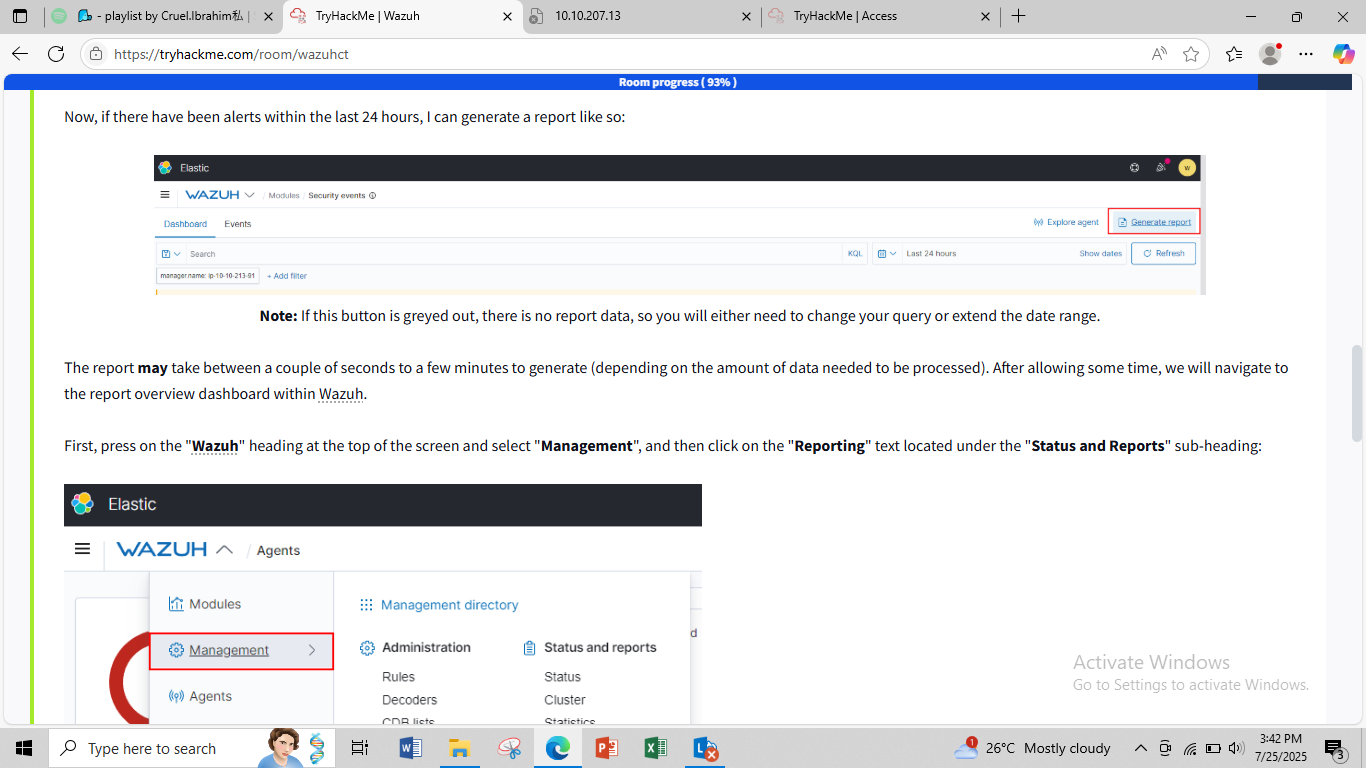 - playlist by Cruel.Ibrahim私 |
TryHackMe | Wazuh
10.10.207.13
TryHackMe | Access
https://tryhackme.com/room/wazuhct
Room progress ( 93% )
Now, if there have been alerts within the last 24 hours, I can generate a report like so:
Elastic
W
WAZUH / Modules / Security events
Dashboard Events Explore agent Generate report
Search KQL Last 24 hours Show dates Refresh
manager.name: ip-10-10-213-91 + Add filter
Note: If this button is greyed out, there is no report data, so you will either need to change your query or extend the date range.
The report may take between a couple of seconds to a few minutes to generate (depending on the amount of data needed to be processed). After allowing some time, we will navigate to
the report overview dashboard within Wazuh.
First, press on the "Wazuh" heading at the top of the screen and select "Management", and then click on the "Reporting" text located under the "Status and Reports" sub-heading:
Elastic
WAZUH / Agents
Modules
Management directory
Management
Administration
Status and reports
d
Rules
Status
Agents
Decoders
Cluster
CDB lists
Statistics
Activate Windows
Go to Settings to activate Windows.
Type here to search
1
26°C Mostly cloudy
3:42 PM
7/25/2025
3